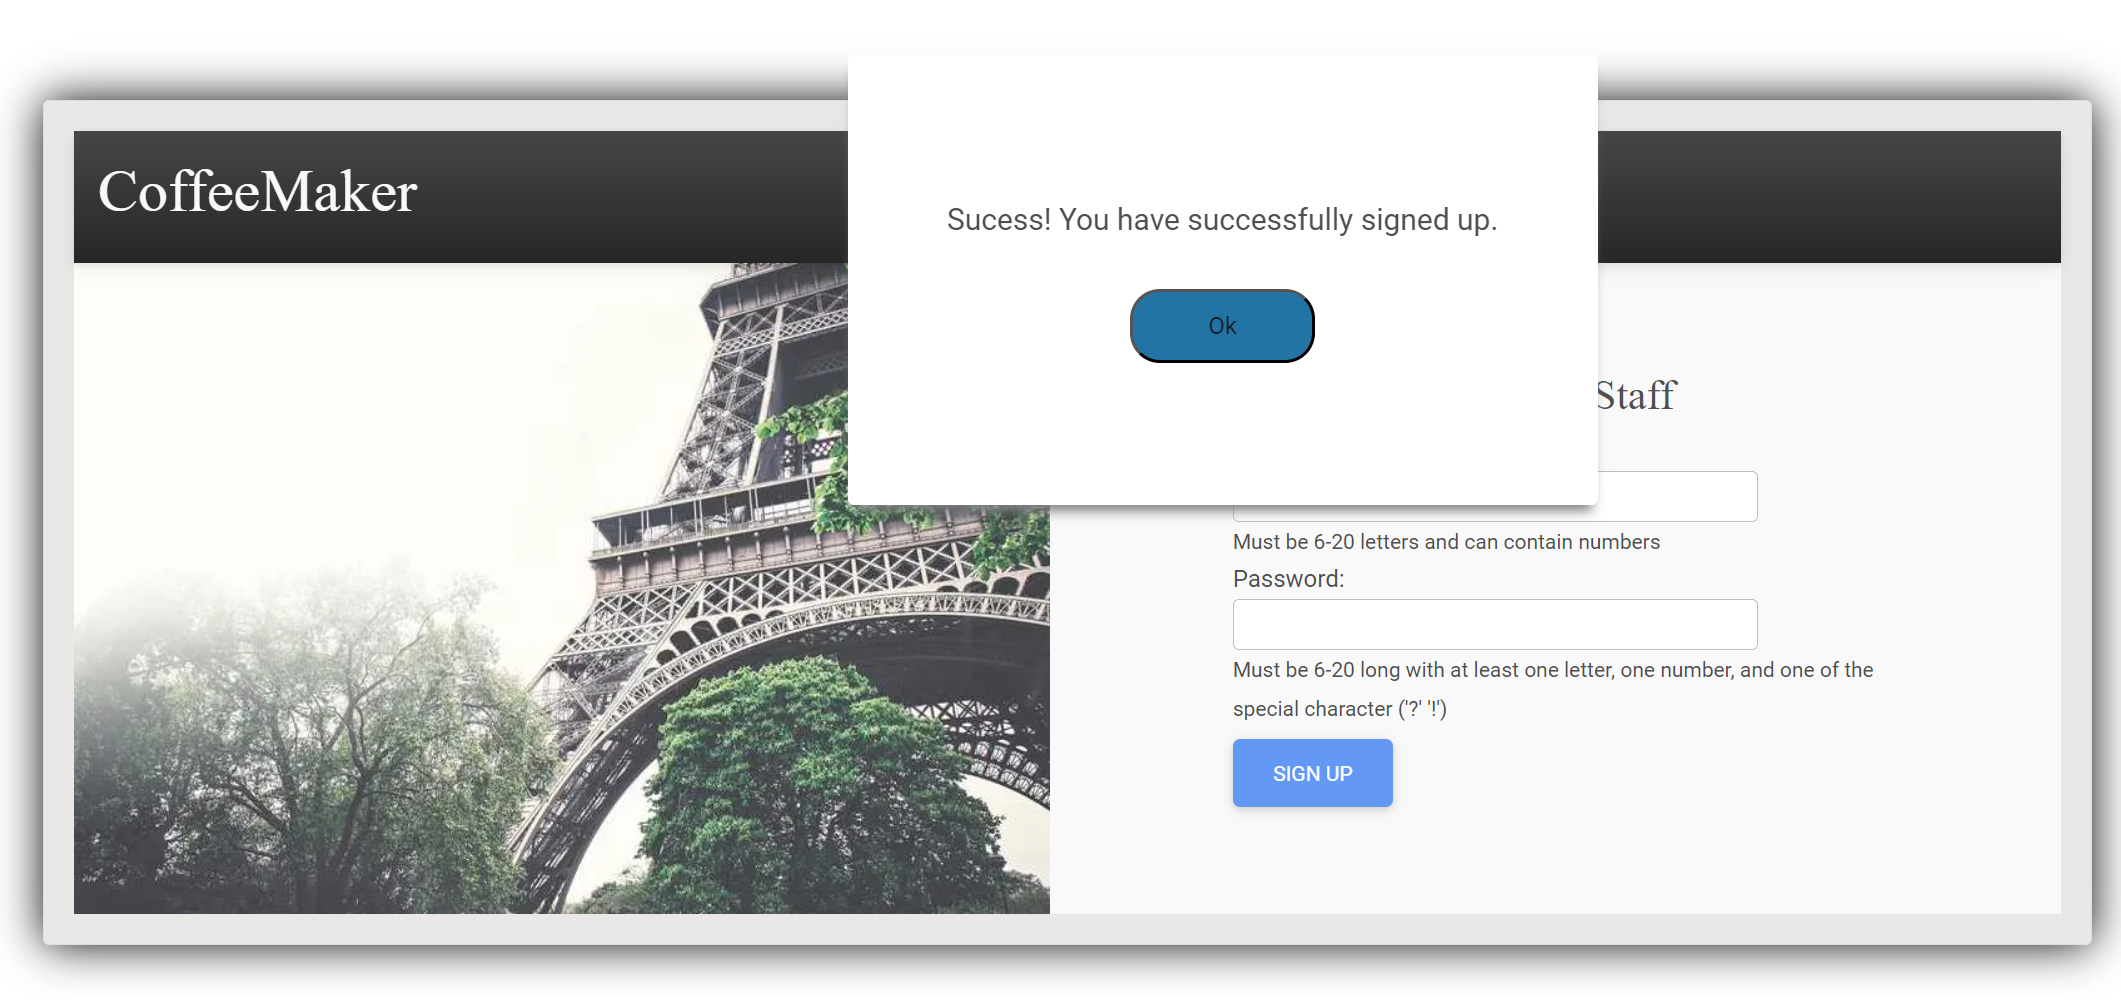 CoffeeMaker
Sucess! You have successfully signed up.
Ok
Staff
Must be 6-20 letters and can contain numbers
Password:
Must be 6-20 long with at least one letter, one number, and one of the
special character ('?' '!')
SIGN UP